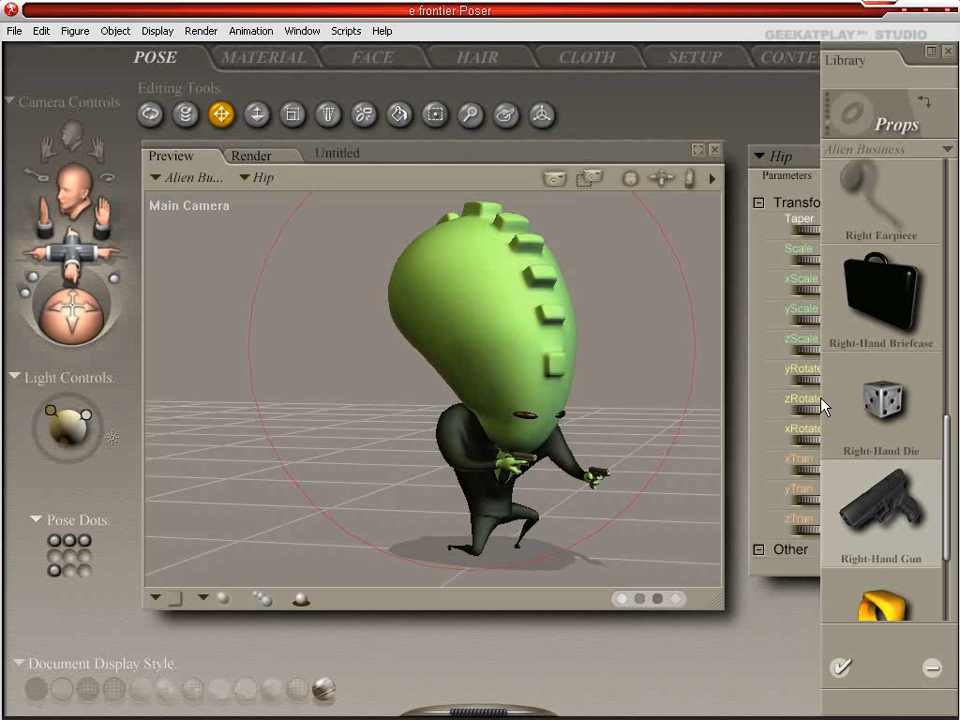 e frontier Poser
File Edit Figure Object Display Render Animation Window Scripts Help
GEEKATPLAY STUDIO
POSE MATERIAL FACE HAIR CLOTH SETUP CONTE
Library
Editing Tools.
Camera Controls
Props
Alien Business
Preview Render Untitled
Alien Bu... Hip
Main Camera
Hip
Parameters
Transfo
Taper
Scale
xScale
yScale
zScale
yRotate
zRotate
xRotate
xTran
yTran
zTran
Other
Right Earpiece
Right-Hand Briefcase
Right-Hand Die
Right-Hand Gun
Light Controls.
Pose Dots.
Document Display Style.